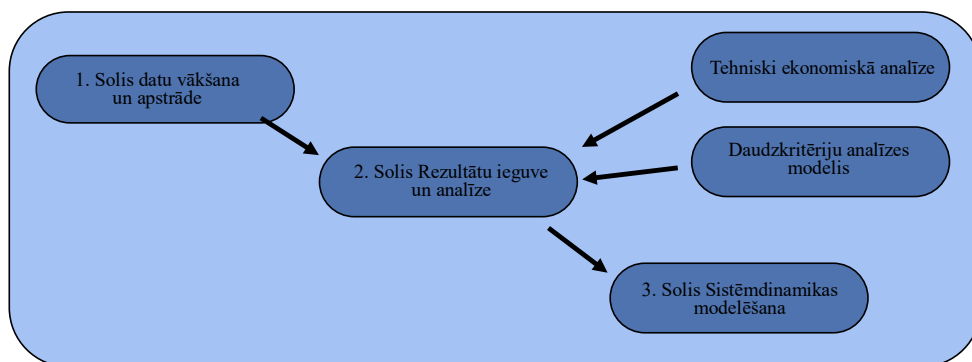 1. Solis datu vākšana
un apstrāde
Tehniski ekonomiskā analīze
Daudzkritēriju analīzes
modelis
2. Solis Rezultātu ieguve
un analīze
3. Solis Sistēmdinamikas
modelēšana